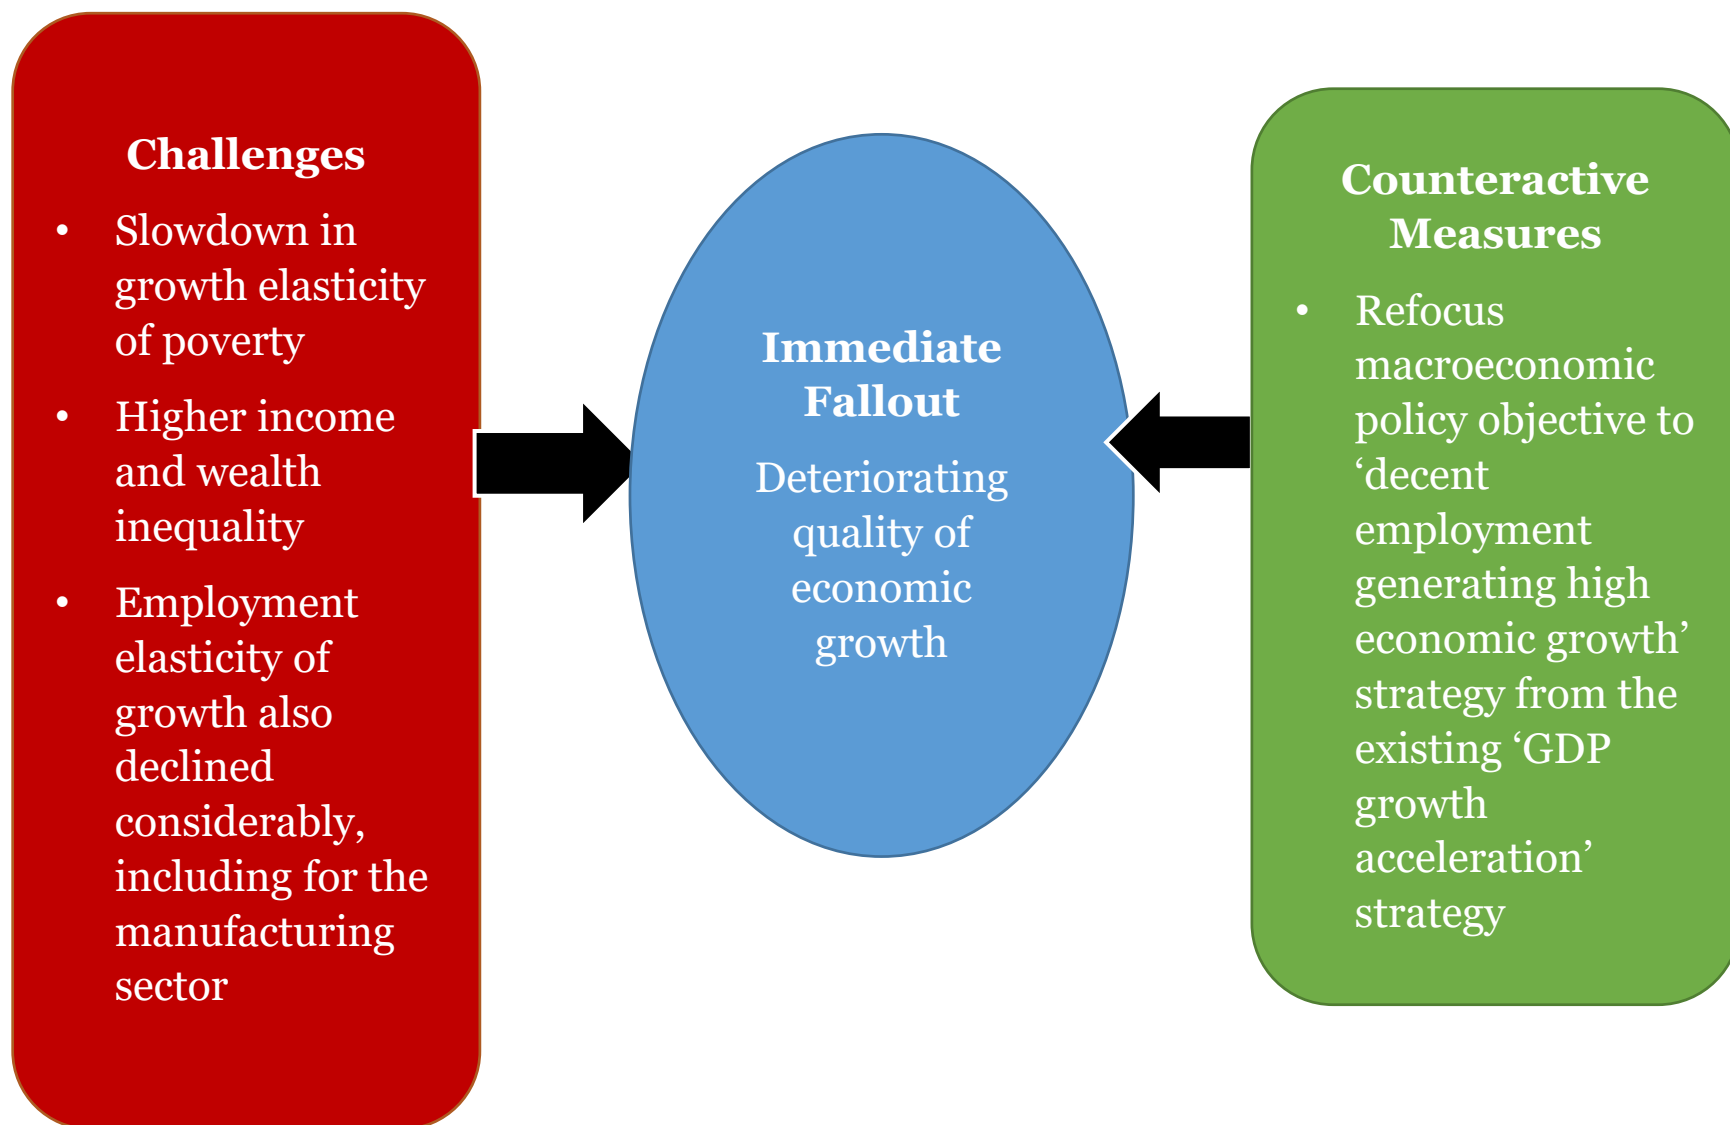 Challenges
• Slowdown in
growth elasticity
of poverty
• Higher income
and wealth
inequality
• Employment
elasticity of
growth also
declined
considerably,
including for the
manufacturing
sector
Immediate
Fallout
Deteriorating
quality of
economic
growth
Counteractive
Measures
• Refocus
macroeconomic
policy objective to
‘decent
employment
generating high
economic growth’
strategy from the
existing ‘GDP
growth
acceleration’
strategy